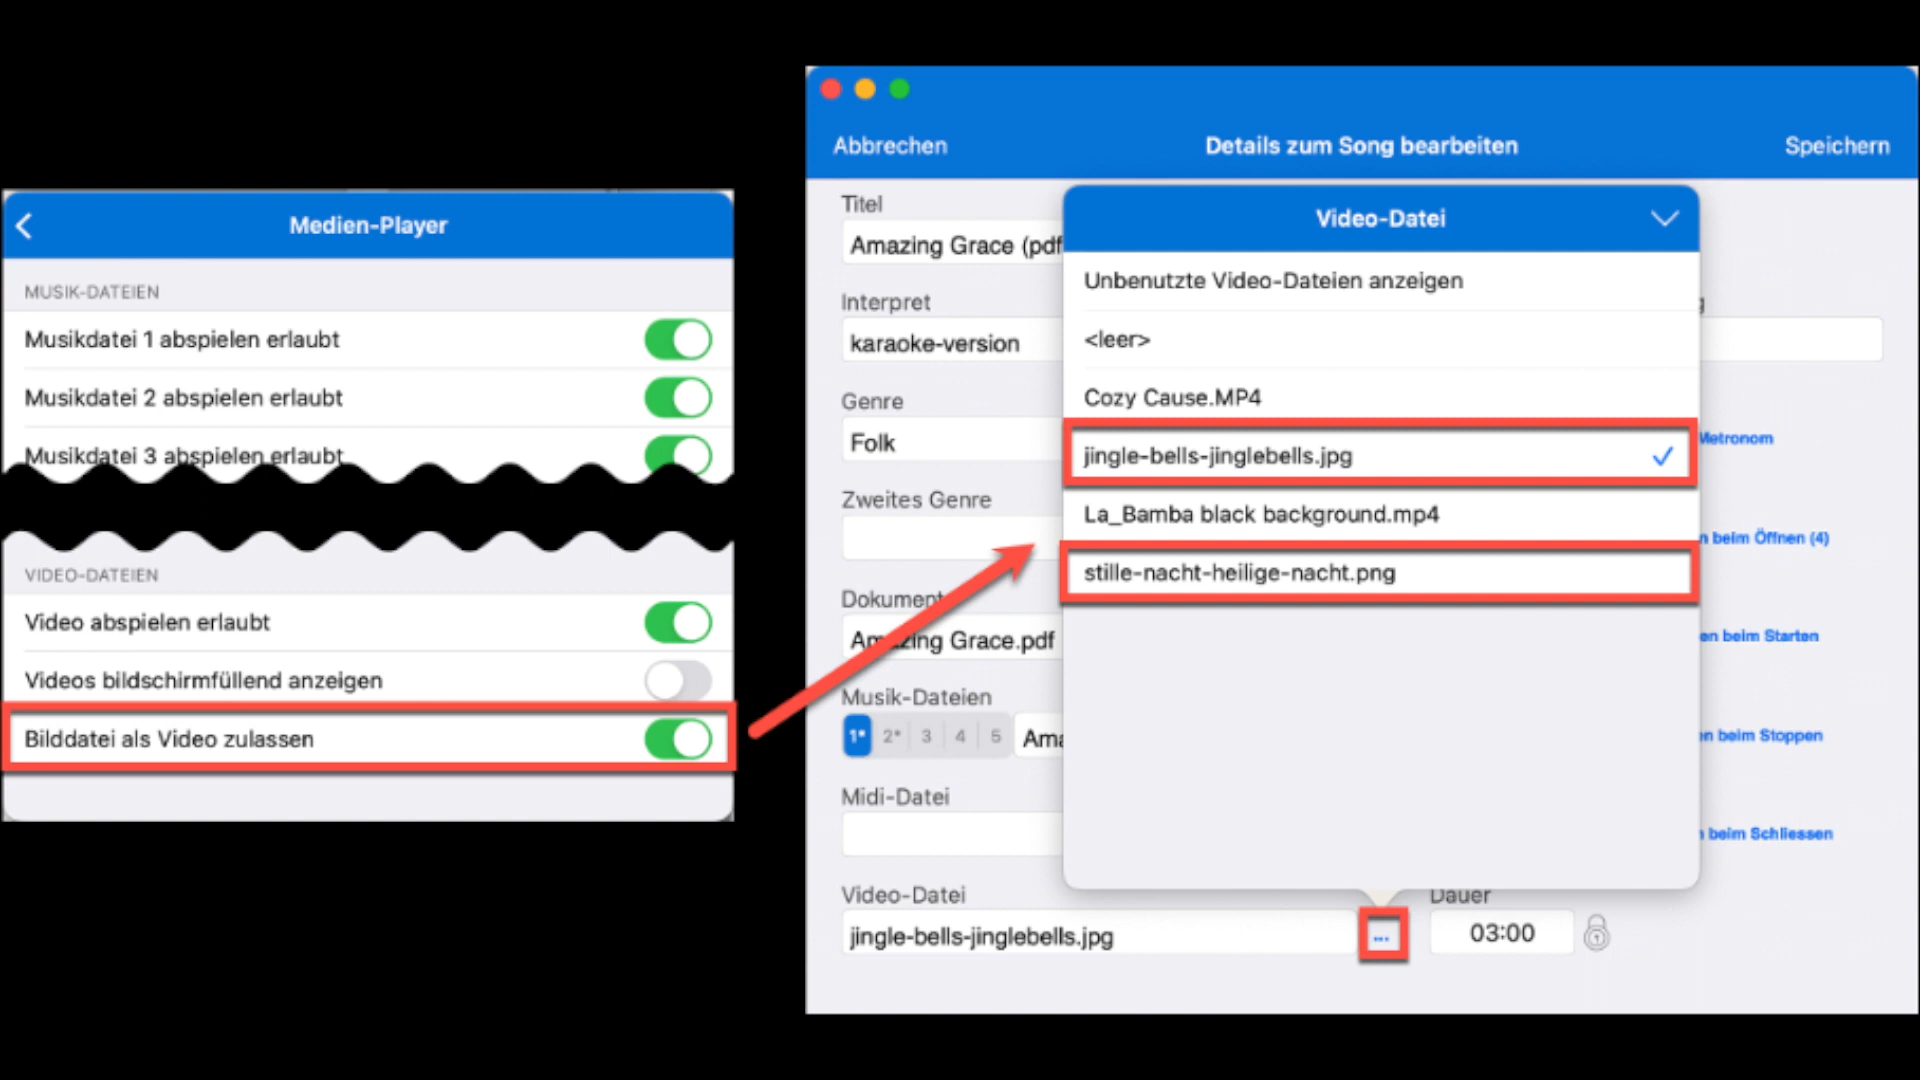 Medien-Player
MUSIK-DATEIEN
Musikdatei 1 abspielen erlaubt
Musikdatei 2 abspielen erlaubt
Musikdatei 3 abspielen erlaubt
VIDEO-DATEIEN
Video abspielen erlaubt
Videos bildschirmfüllend anzeigen
Bilddatei als Video zulassen
Abbrechen
Details zum Song bearbeiten
Speichern
Titel
Amazing Grace (pdf
Interpret
karaoke-version
Genre
Folk
Zweites Genre
Dokument
Amazing Grace.pdf
Musik-Dateien
1* 2* 3 4 5 Ama
Midi-Datei
Video-Datei
jingle-bells-jinglebells.jpg ...
Dauer
03:00
Video-Datei
Unbenutzte Video-Dateien anzeigen
<leer>
Cozy Cause.MP4
jingle-bells-jinglebells.jpg
La_Bamba black background.mp4
stille-nacht-heilige-nacht.png
Metronom
n beim Öffnen (4)
en beim Starten
en beim Stoppen
beim Schliessen